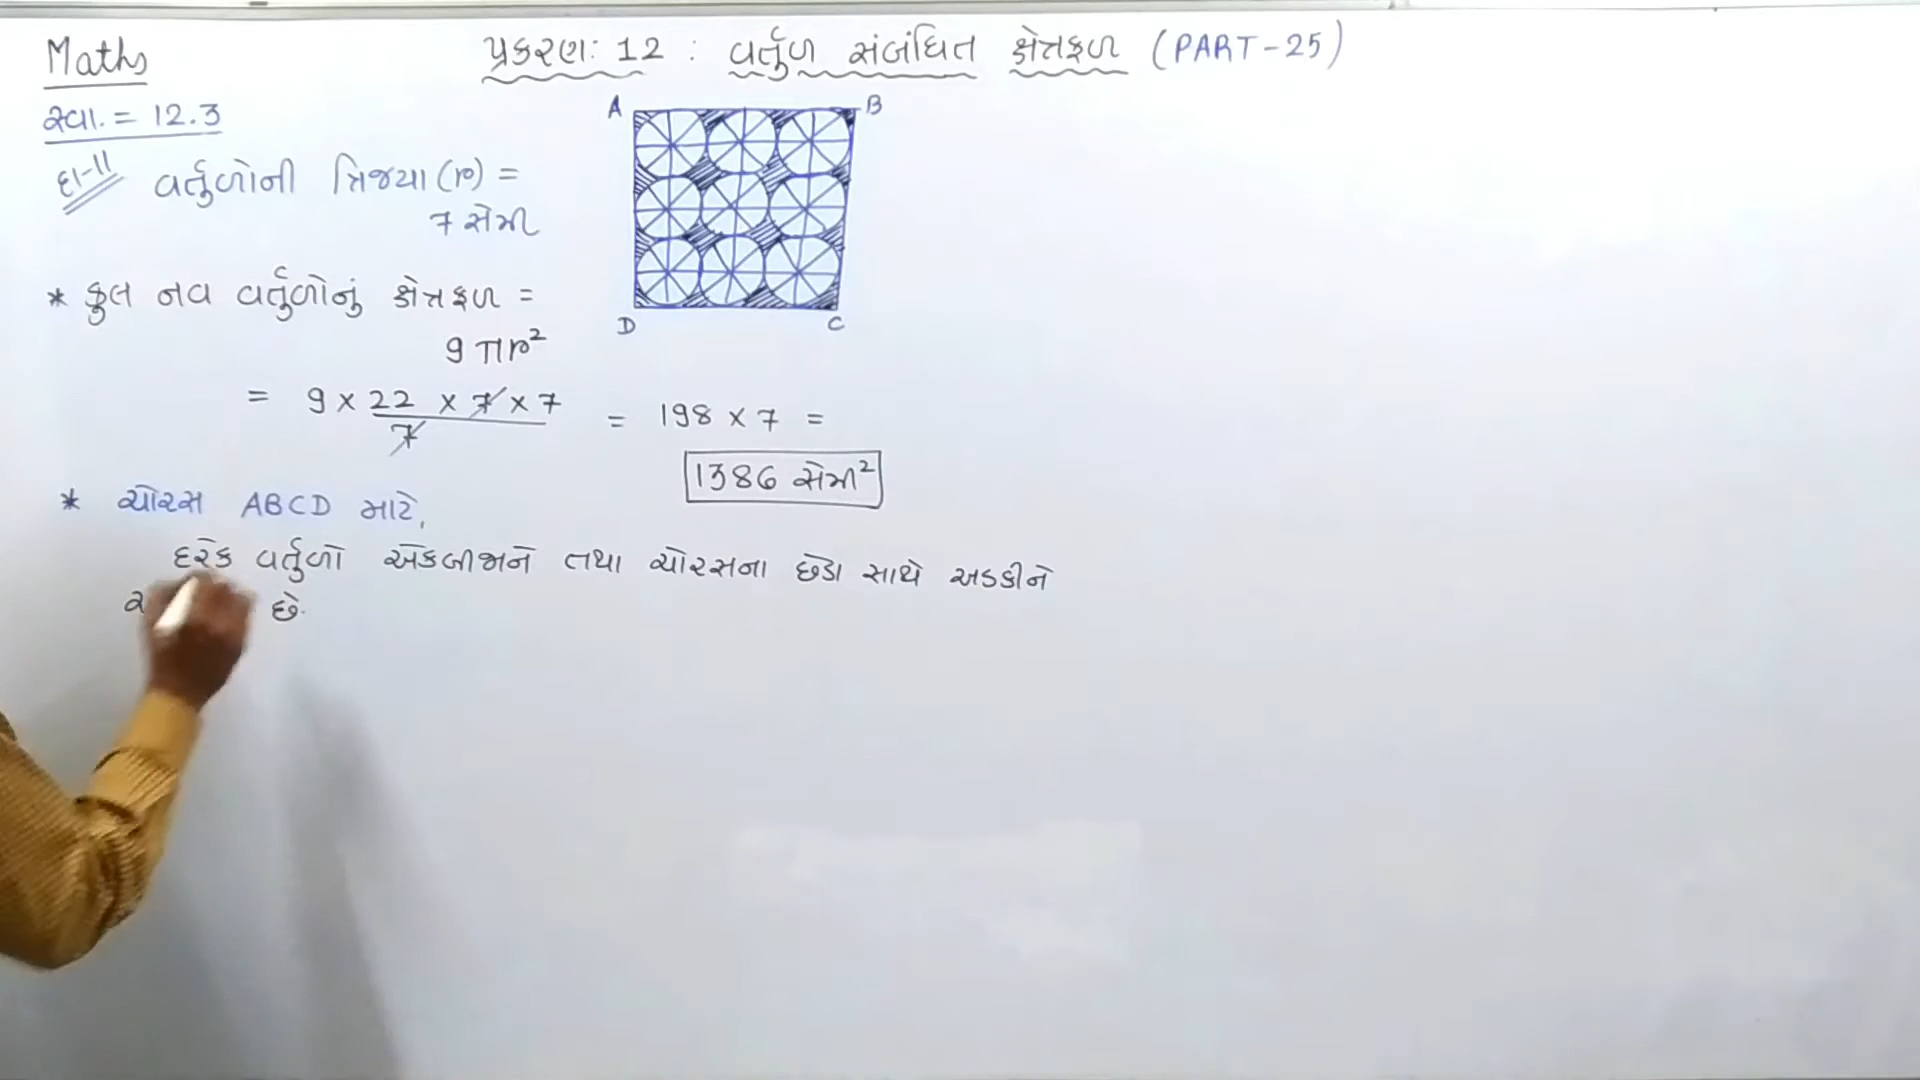 Maths
પ્રકરણ: 12 : વર્તુળ સંબંધિત ક્ષેત્રફળ (PART-25)
સ્વા. = 12.3
દા-11 વર્તુળોની ત્રિજ્યા (r) =
7 સેમી
A B
D C
* કુલ નવ વર્તુળોનું ક્ષેત્રફળ =
9 πr²
= 9 × 22 × 7 × 7 = 198 × 7 =
7
1386 સેમી²
* ચોરસ ABCD માટે,
દરેક વર્તુળો એકબીજાને તથા ચોરસના છેડા સાથે અડકીને
છે.